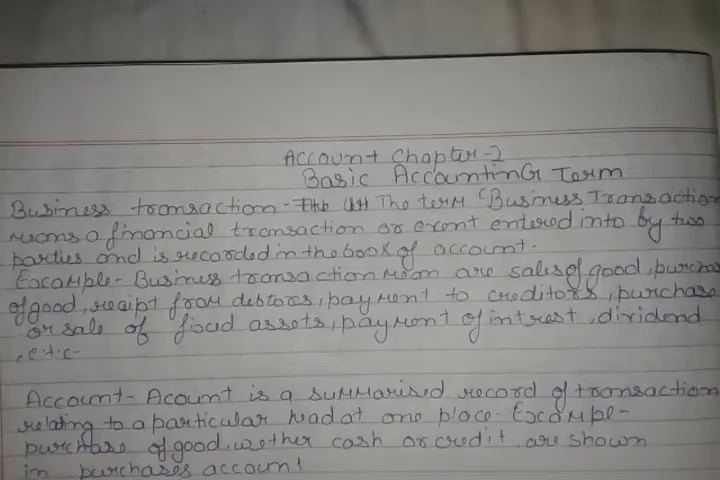 Account Chapter-2
Basic Accounting Term
Business transaction- The term "Business Transaction
means a financial transaction or event entered into by two
parties and is recorded in the book of account.
Excample- Business transaction mean are sales of good, purchas
of good, receipt from debtors, payment to creditors, purchase
or sale of fixed assets, payment of intrest, dividend
, e.t.c-
Account- Acount is a summarised record of transaction
relating to a particular head at one place. Excample-
purchase of good, wether cash or credit, are shown
in purchases account